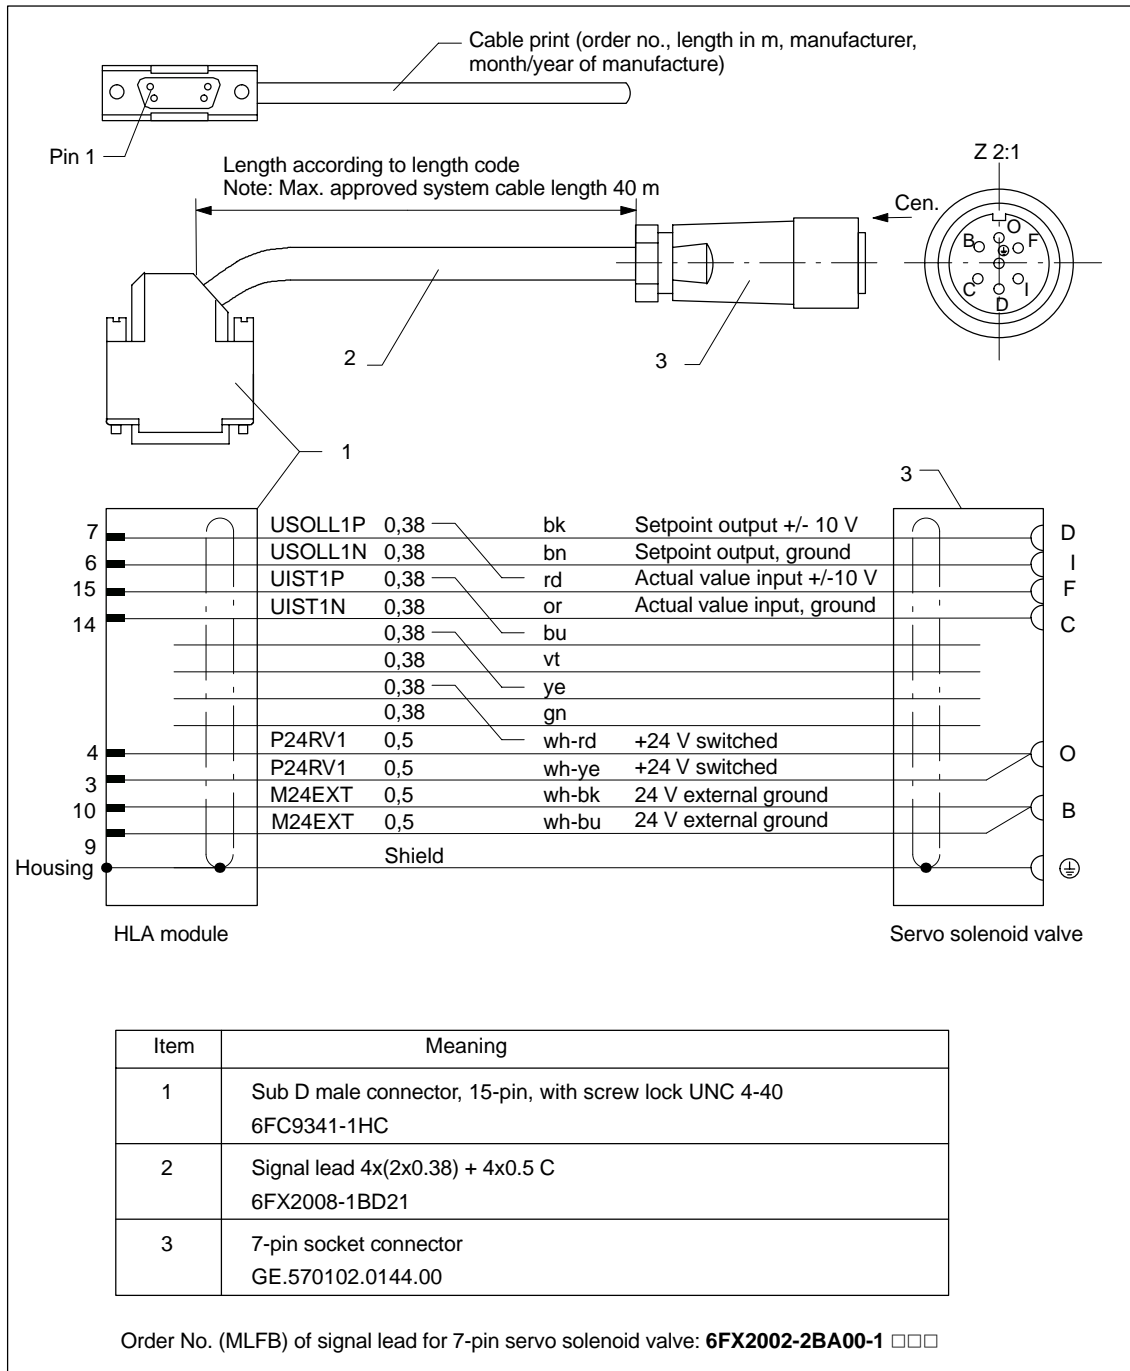 Cable print (order no., length in m, manufacturer,
month/year of manufacture)
Pin 1
Length according to length code
Note: Max. approved system cable length 40 m
Z 2:1
Cen.
O
B
F
C
I
D
2
3
1
3
7 USOLL1P 0,38 bk Setpoint output +/- 10 V D
6 USOLL1N 0,38 bn Setpoint output, ground I
15 UIST1P 0,38 rd Actual value input +/-10 V F
14 UIST1N 0,38 or Actual value input, ground C
0,38 bu
0,38 vt
0,38 ye
0,38 gn
4 P24RV1 0,5 wh-rd +24 V switched O
3 P24RV1 0,5 wh-ye +24 V switched
10 M24EXT 0,5 wh-bk 24 V external ground B
9 M24EXT 0,5 wh-bu 24 V external ground
Housing Shield
HLA module
Servo solenoid valve
Item Meaning
1 Sub D male connector, 15-pin, with screw lock UNC 4-40
6FC9341-1HC
2 Signal lead 4x(2x0.38) + 4x0.5 C
6FX2008-1BD21
3 7-pin socket connector
GE.570102.0144.00
Order No. (MLFB) of signal lead for 7-pin servo solenoid valve: 6FX2002-2BA00-1 □□□